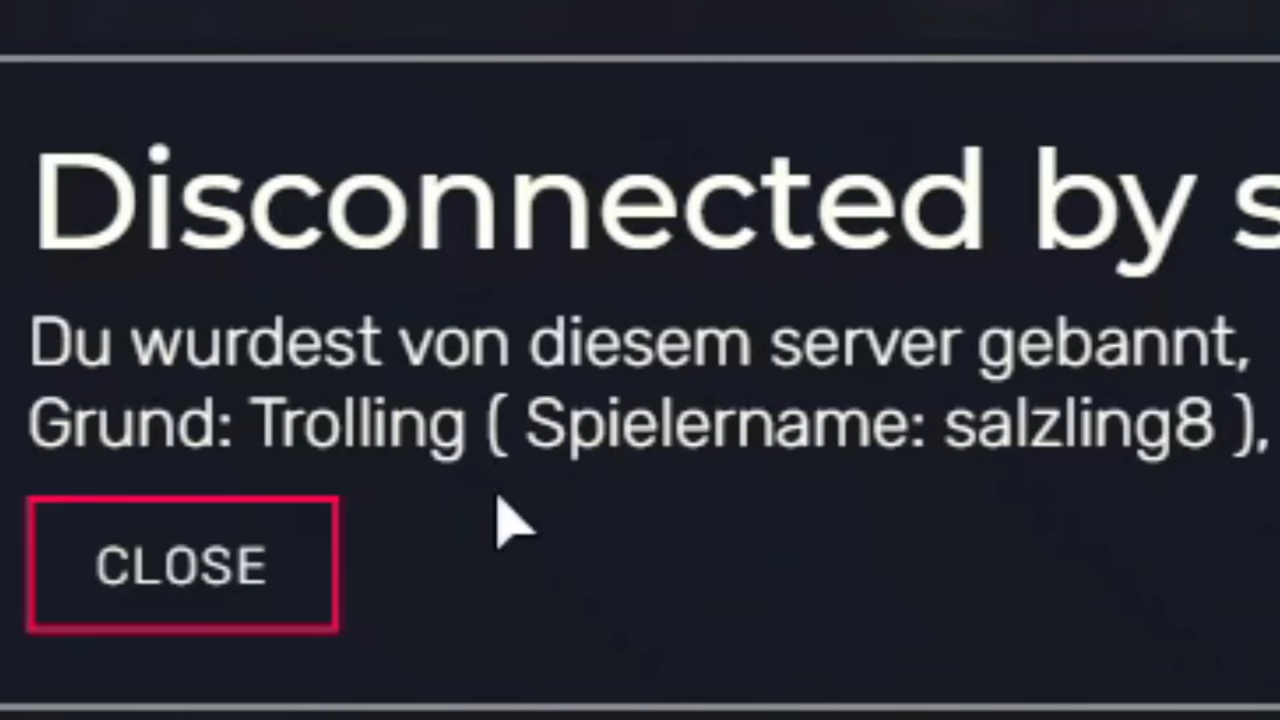 Disconnected by s
Du wurdest von diesem server gebannt,
Grund: Trolling ( Spielername: salzling8 ),
CLOSE